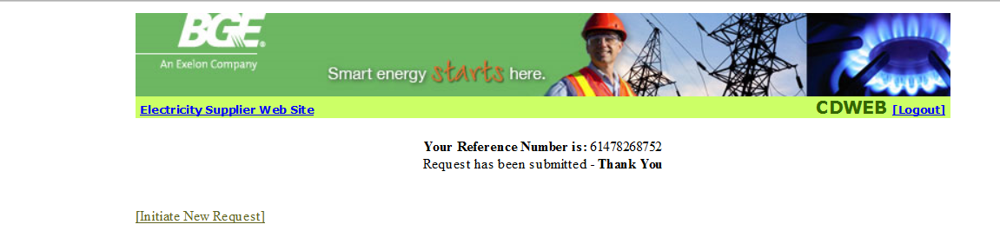 BGE
An Exelon Company
Smart energy starts here.
Electricity Supplier Web Site
CDWEB [Logout]
Your Reference Number is: 61478268752
Request has been submitted - Thank You
[Initiate New Request]